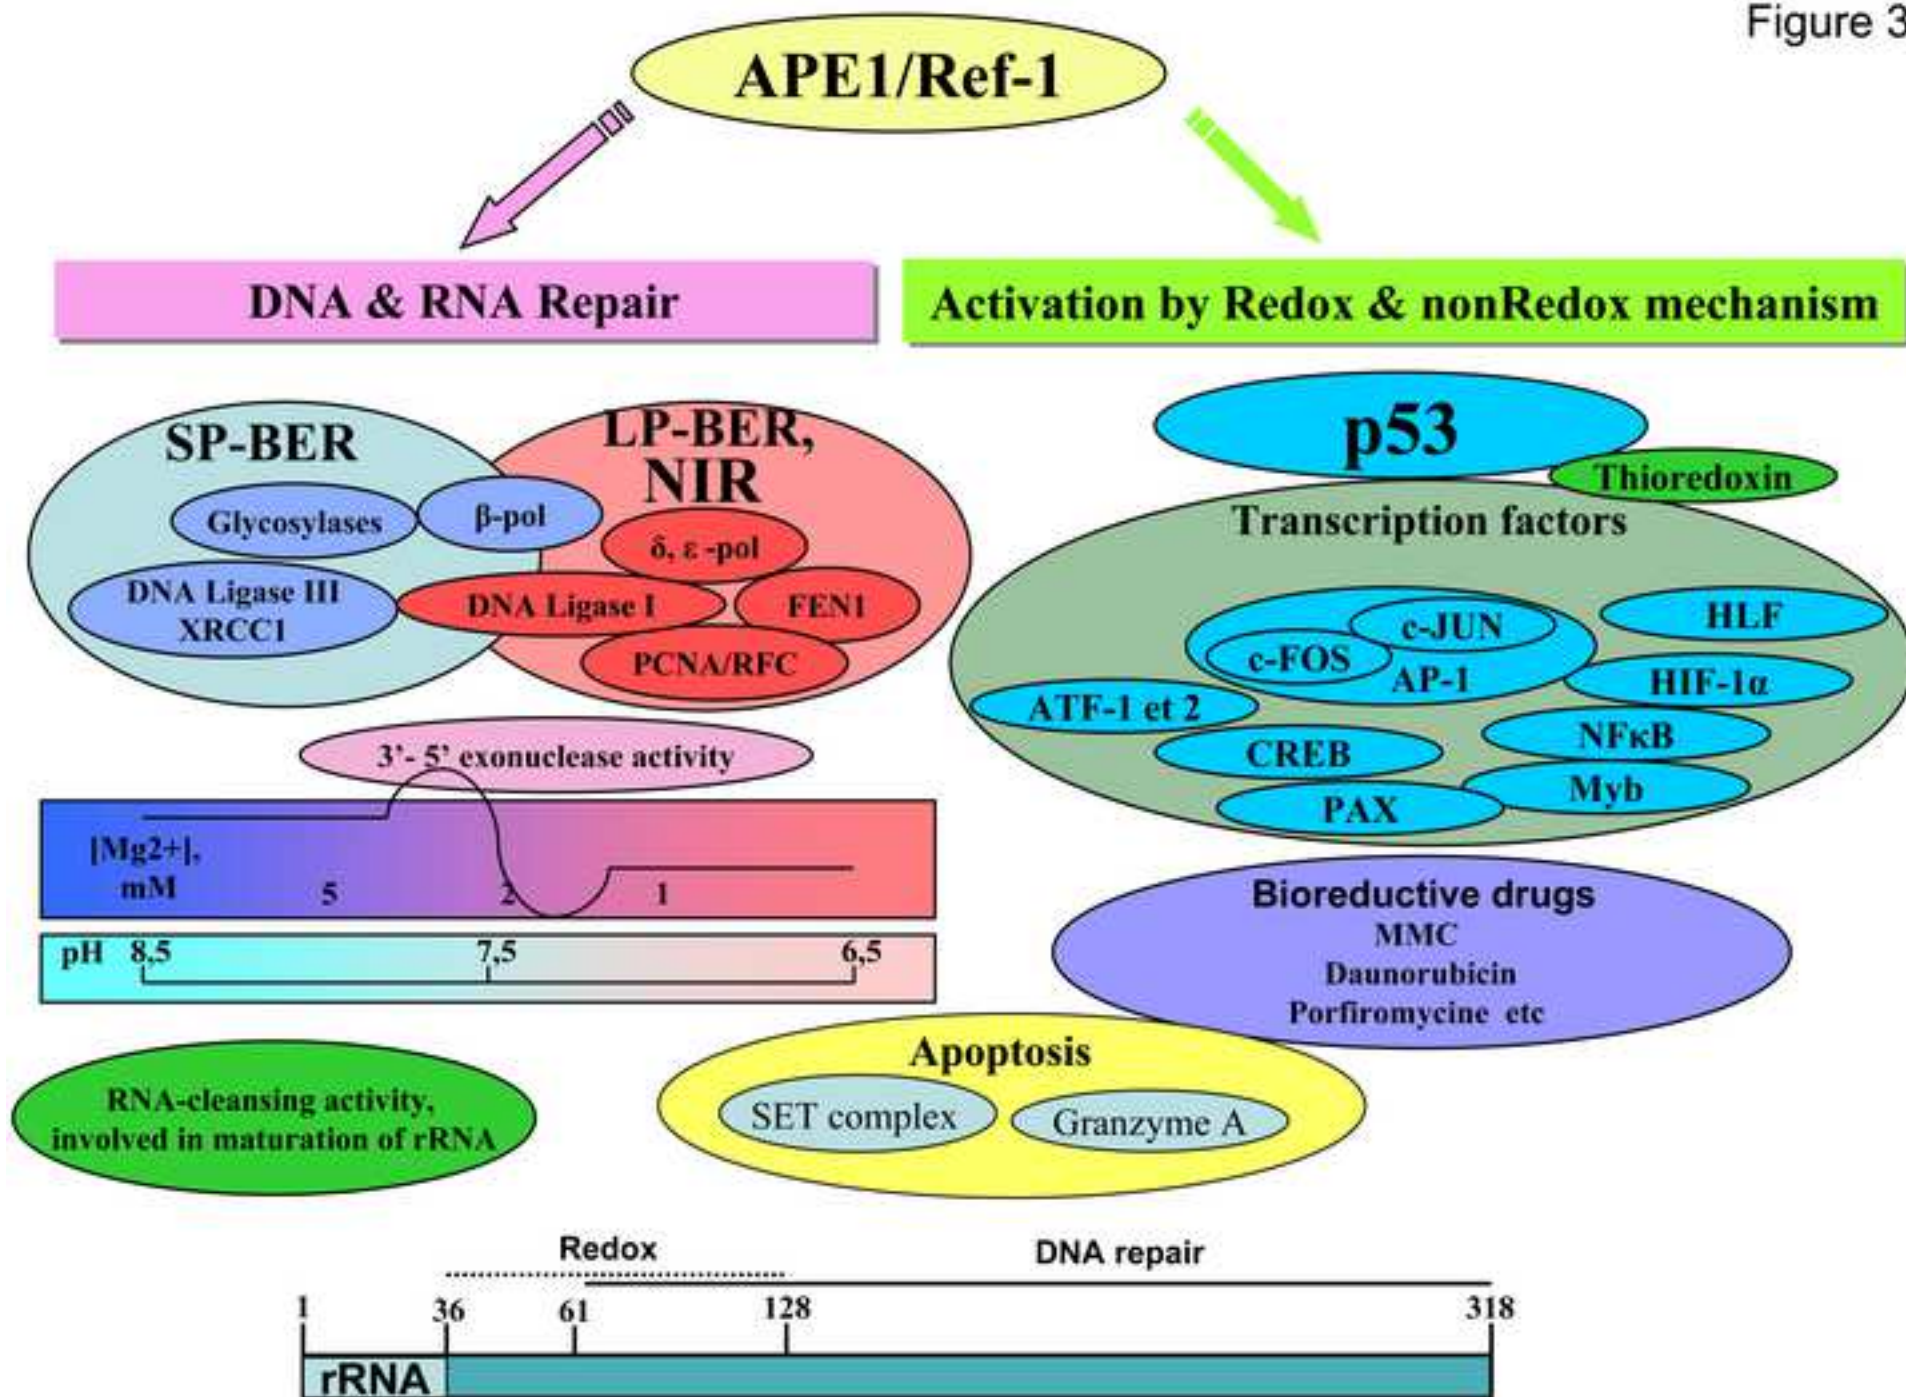 Figure 3
APE1/Ref-1
DNA & RNA Repair
Activation by Redox & nonRedox mechanism
SP-BER
LP-BER,
NIR
Glycosylases
β-pol
δ, ε -pol
DNA Ligase III
XRCC1
DNA Ligase I
FEN1
PCNA/RFC
3’- 5’ exonuclease activity
[Mg2+],
mM
5
2
1
pH
8,5
7,5
6,5
RNA-cleansing activity,
involved in maturation of rRNA
p53
Thioredoxin
Transcription factors
c-JUN
c-FOS
AP-1
HLF
HIF-1α
ATF-1 et 2
NFκB
CREB
Myb
PAX
Bioreductive drugs
MMC
Daunorubicin
Porfiromycine etc
Apoptosis
SET complex
Granzyme A
Redox
DNA repair
1
36
61
128
318
rRNA